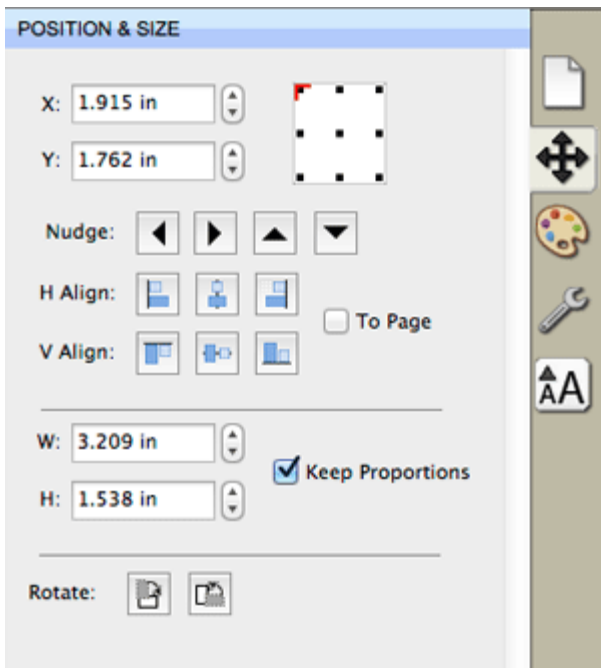 POSITION & SIZE
X: 1.915 in
Y: 1.762 in
Nudge:
H Align:
To Page
V Align:
W: 3.209 in
Keep Proportions
H: 1.538 in
Rotate:
AA